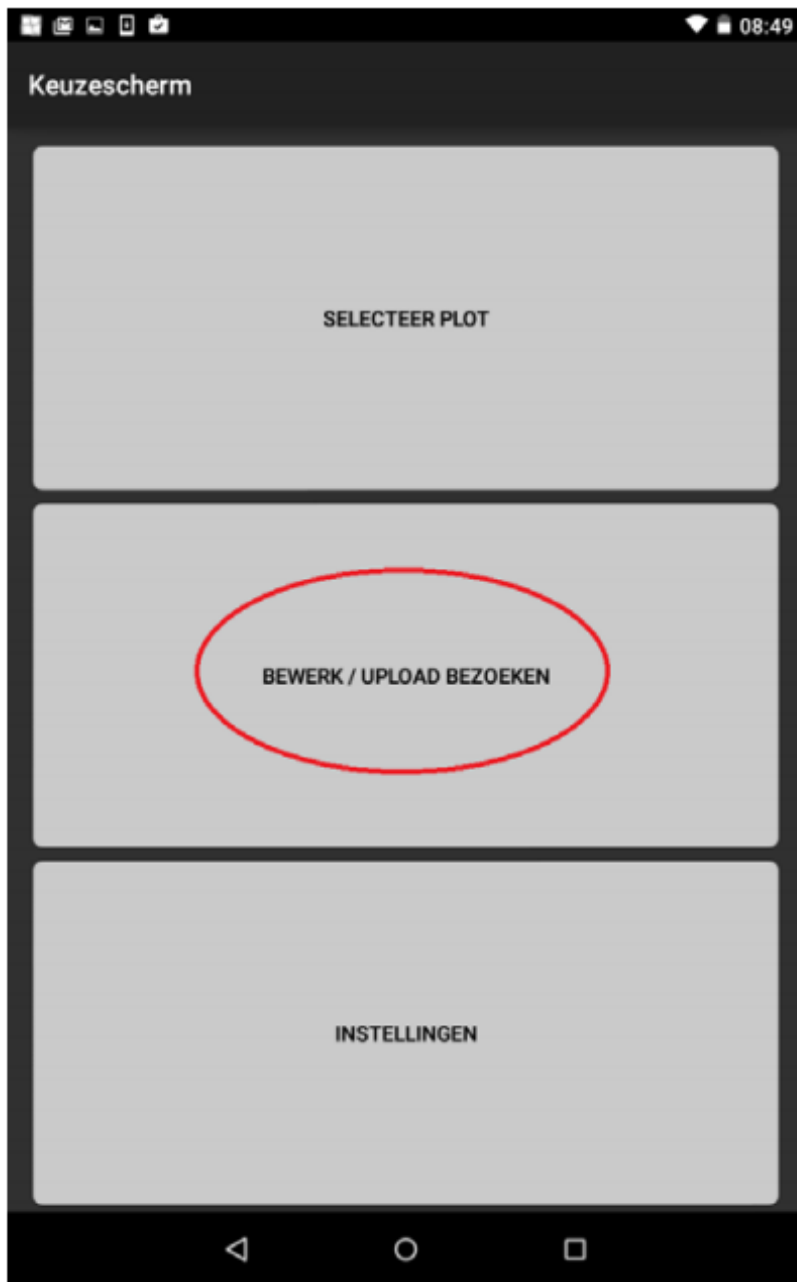 08:49
Keuzescherm
SELECTEER PLOT
BEWERK / UPLOAD BEZOEKEN
INSTELLINGEN